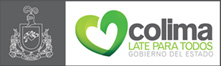 colima
LATE PARA TODOS
GOBIERNO DEL ESTADO